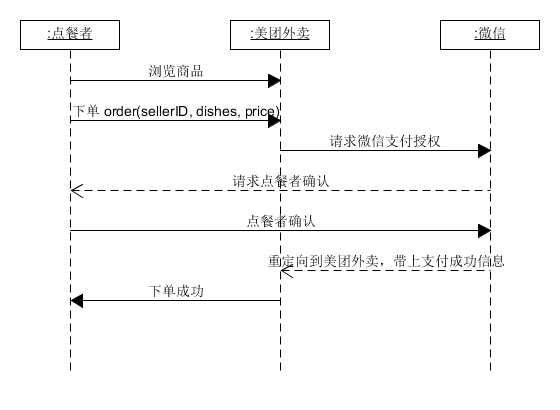 :点餐者
:美团外卖
:微信
浏览商品
下单 order(sellerID, dishes, price)
请求微信支付授权
请求点餐者确认
点餐者确认
重定向到美团外卖，带上支付成功信息
下单成功